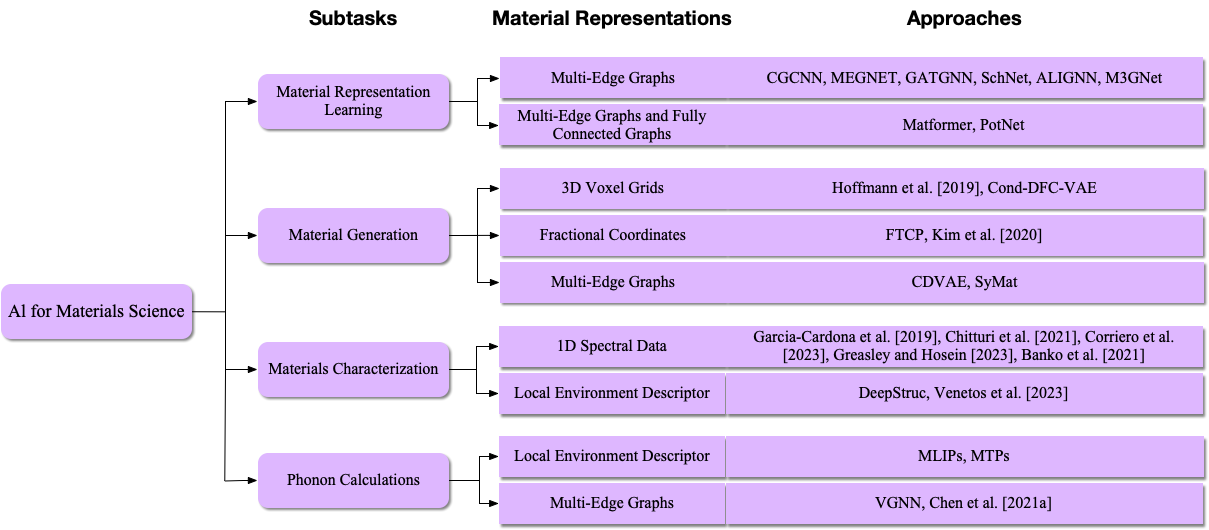 Subtasks
Material Representations
Approaches
AI for Materials Science
Material Representation
Learning
Multi-Edge Graphs
CGCNN, MEGNET, GATGNN, SchNet, ALIGNN, M3GNet
Multi-Edge Graphs and Fully
Connected Graphs
Matformer, PotNet
Material Generation
3D Voxel Grids
Hoffmann et al. [2019], Cond-DFC-VAE
Fractional Coordinates
FTCP, Kim et al. [2020]
Multi-Edge Graphs
CDVAE, SyMat
Materials Characterization
1D Spectral Data
Garcia-Cardona et al. [2019], Chitturi et al. [2021], Corriero et al.
[2023], Greasley and Hosein [2023], Banko et al. [2021]
Local Environment Descriptor
DeepStruc, Venetos et al. [2023]
Phonon Calculations
Local Environment Descriptor
MLIPs, MTPs
Multi-Edge Graphs
VGNN, Chen et al. [2021a]